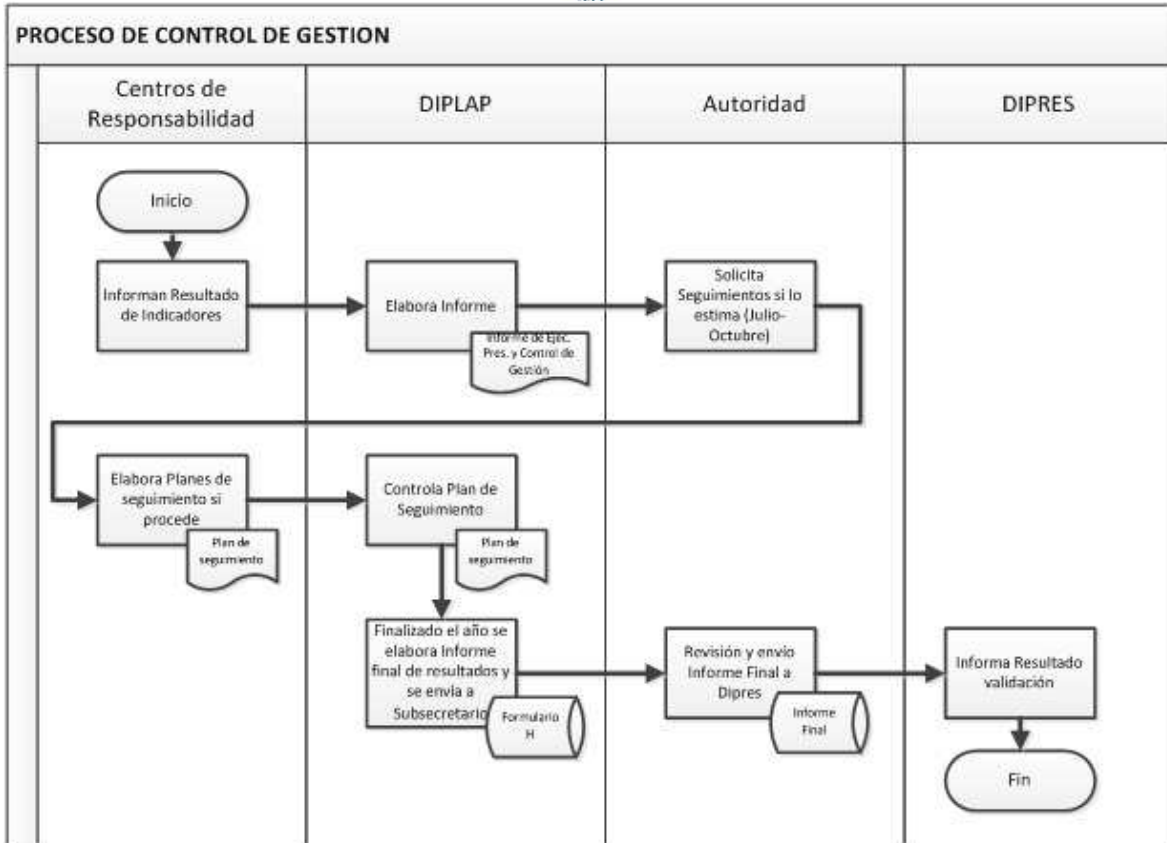 PROCESO DE CONTROL DE GESTION
Centros de
Responsabilidad
DIPLAP
Autoridad
DIPRES
Inicio
Informan Resultado
de Indicadores
Elabora Informe
Informe de Ejec.
Pres. y Control de
Gestión
Solicita
Seguimientos si lo
estima (Julio-
Octubre)
Elabora Planes de
seguimiento si
procede
Plan de
seguimiento
Controla Plan de
Seguimiento
Plan de
seguimiento
Finalizado el año se
elabora Informe
final de resultados y
se envía a
Subsecretario
Formulario
H
Revisión y envío
Informe Final a
Dipres
Informe
Final
Informa Resultado
validación
Fin